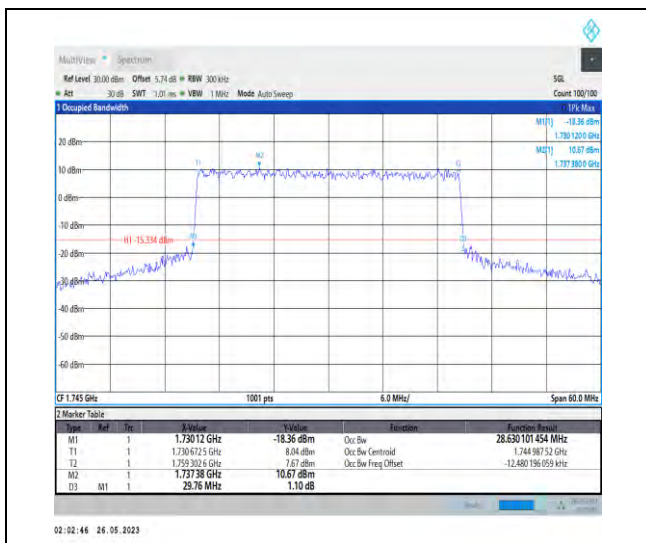 MultiView Spectrum
Ref Level 30.00 dBm Offset 5.74 dB RBW 300 kHz SGL
Att 30 dB SWT 1.01 ms VBW 1 MHz Mode Auto Sweep Count 100/100
1 Occupied Bandwidth 1Pk Max
M1[1] -18.36 dBm
1.730 120 0 GHz
20 dBm M2[1] 10.67 dBm
M2 1.737 380 0 GHz
10 dBm T1
0 dBm
-10 dBm
H1 -15.334 dBm M1 D3
-20 dBm
-30 dBm
-40 dBm
-50 dBm
-60 dBm
CF 1.745 GHz 1001 pts 6.0 MHz/ Span 60.0 MHz
2 Marker Table
Type Ref Trc X-Value Y-Value Function Function Result
M1 1 1.73012 GHz -18.36 dBm Occ Bw 28.630 101 454 MHz
T1 1 1.730 672 5 GHz 8.04 dBm Occ Bw Centroid 1.744 987 52 GHz
T2 1 1.759 302 6 GHz 7.67 dBm Occ Bw Freq Offset -12.480 196 059 kHz
M2 1 1.73738 GHz 10.67 dBm
D3 M1 1 29.76 MHz 1.10 dB
02:02:46 26.05.2023